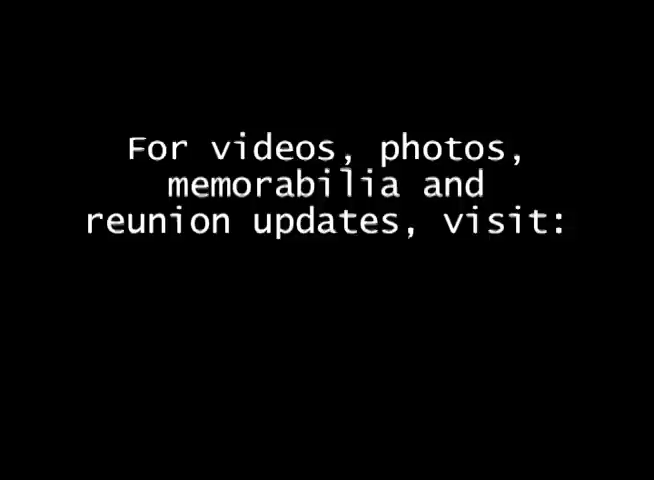 For videos, photos,
memorabilia and
reunion updates, visit: